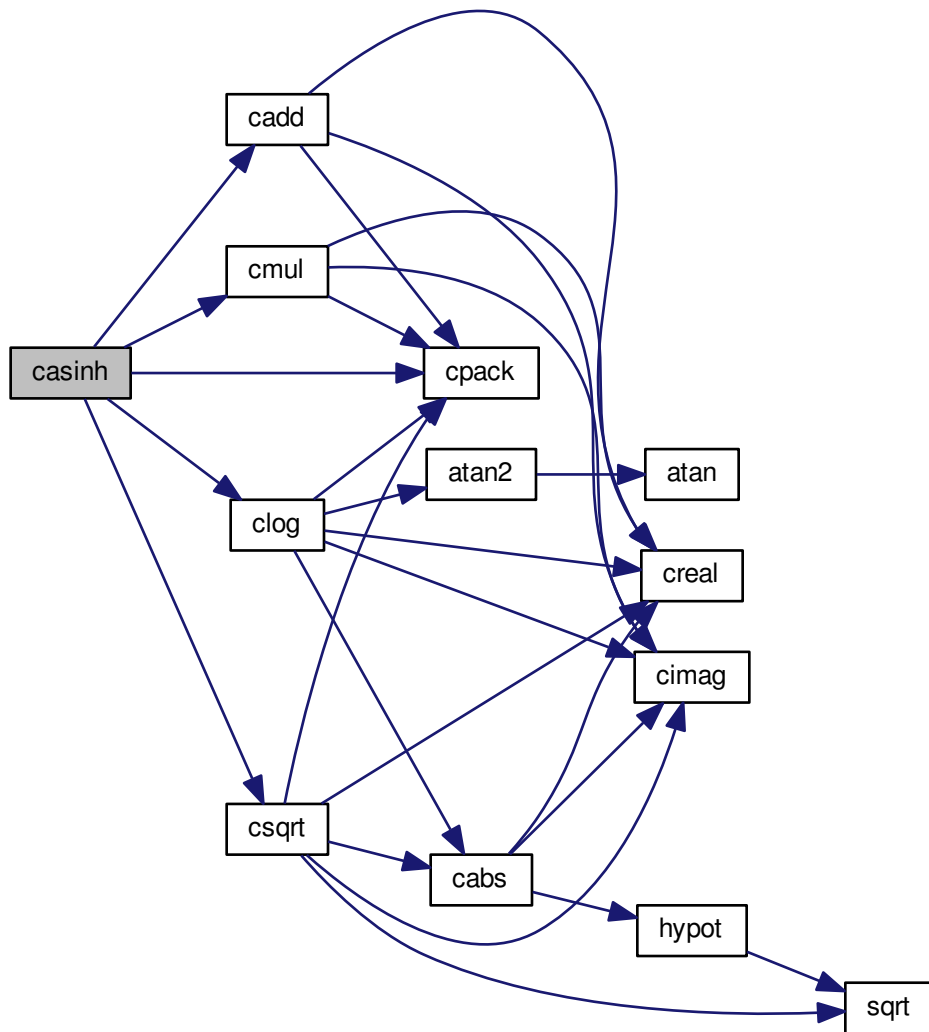 cadd
cmul
casinh
cpack
atan2
atan
clog
creal
cimag
csqrt
cabs
hypot
sqrt